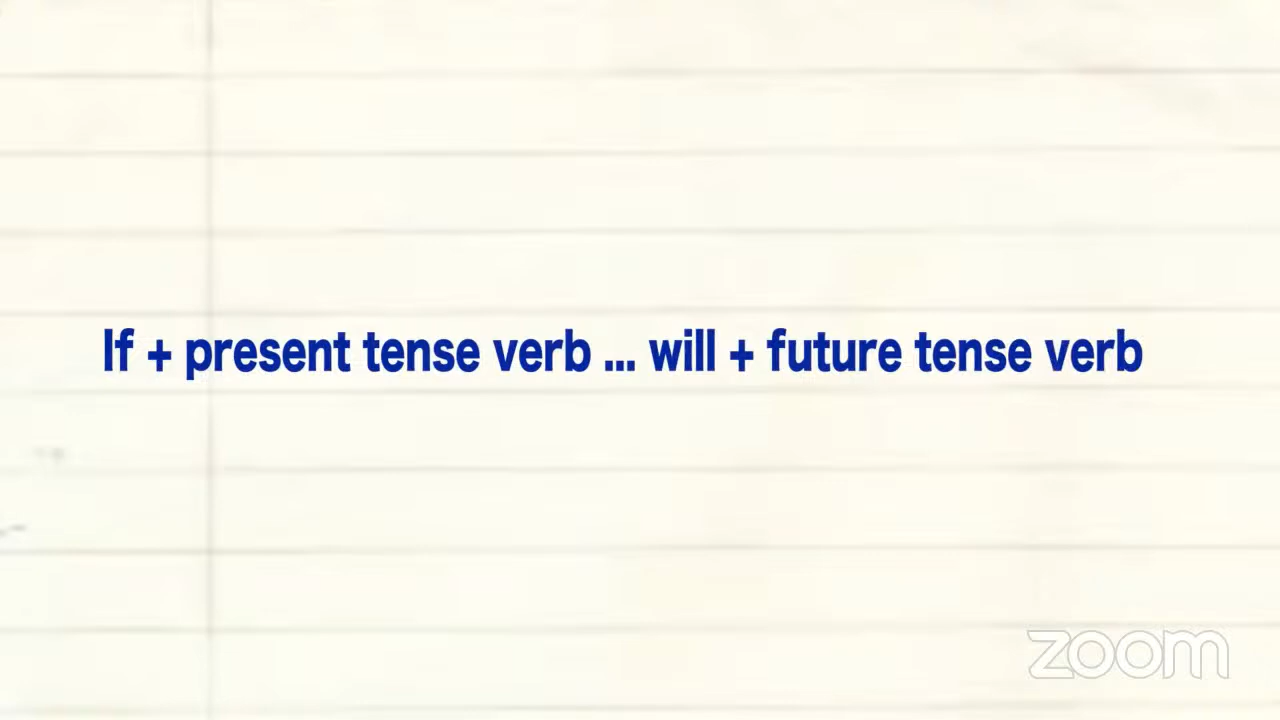 If + present tense verb ... will + future tense verb
zoom